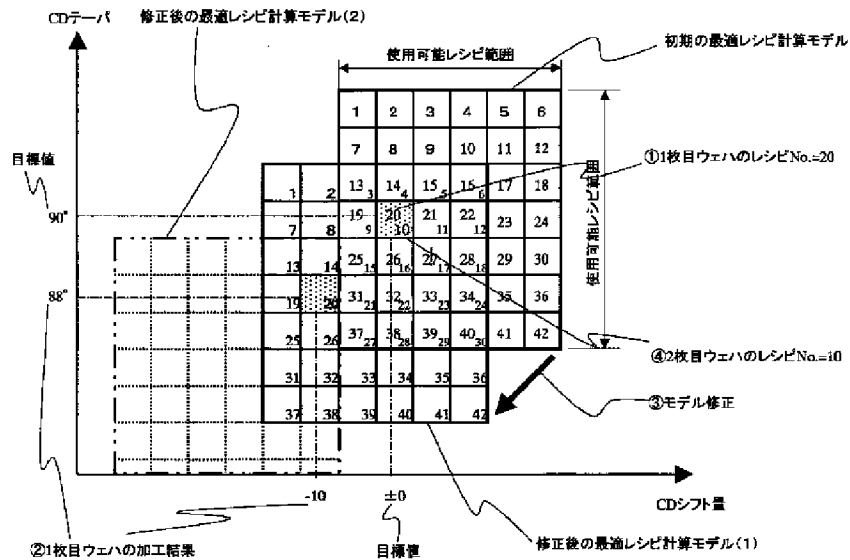 CDテーパ
修正後の最適レシピ計算モデル(2)
使用可能レシピ範囲
初期の最適レシピ計算モデル
1 2 3 4 5 6
7 8 9 10 11 12
目標値
①1枚目ウェハのレシピNo.=20
1 2 13 3 14 4 15 5 16 6 17 18
使用可能レシピ範囲
90°
7 8 19 9 20 10 21 11 22 12 23 24
13 14 25 15 26 16 27 17 28 18 29 30
88°
19 20 31 21 32 22 33 23 34 24 35 36
25 26 37 27 38 28 39 29 40 30 41 42
④2枚目ウェハのレシピNo.=10
31 32 33 34 35 36
③モデル修正
37 38 39 40 41 42
-10 ±0
CDシフト量
②1枚目ウェハの加工結果
目標値
修正後の最適レシピ計算モデル(1)